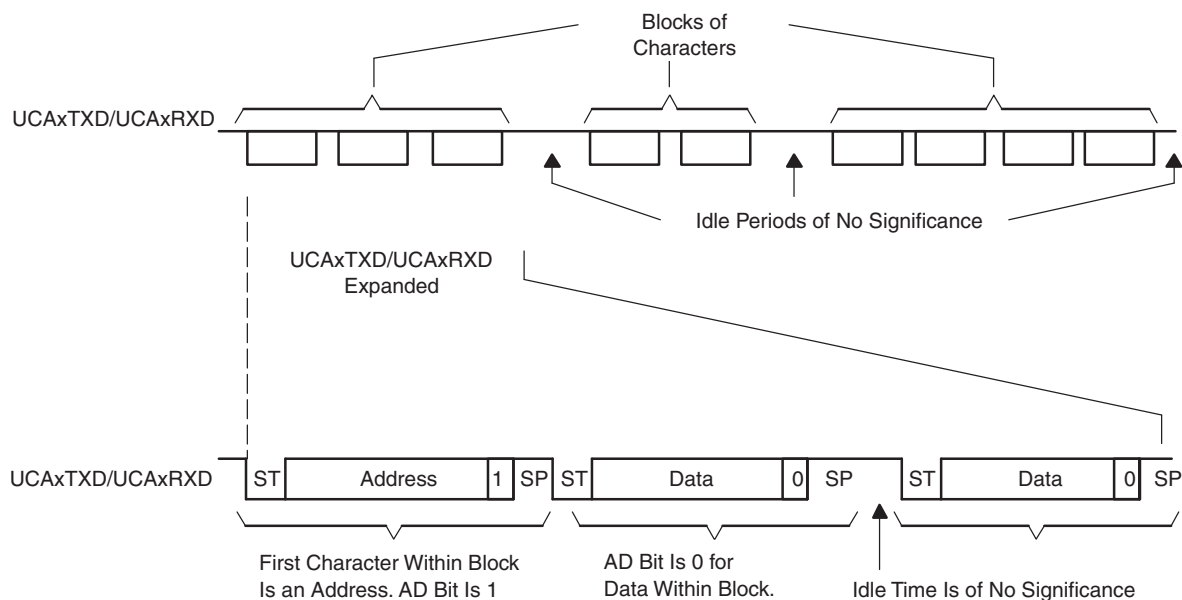 Blocks of
Characters
UCAxTXD/UCAxRXD
Idle Periods of No Significance
UCAxTXD/UCAxRXD
Expanded
UCAxTXD/UCAxRXD
ST Address 1 SP ST Data 0 SP ST Data 0 SP
First Character Within Block
Is an Address. AD Bit Is 1
AD Bit Is 0 for
Data Within Block.
Idle Time Is of No Significance